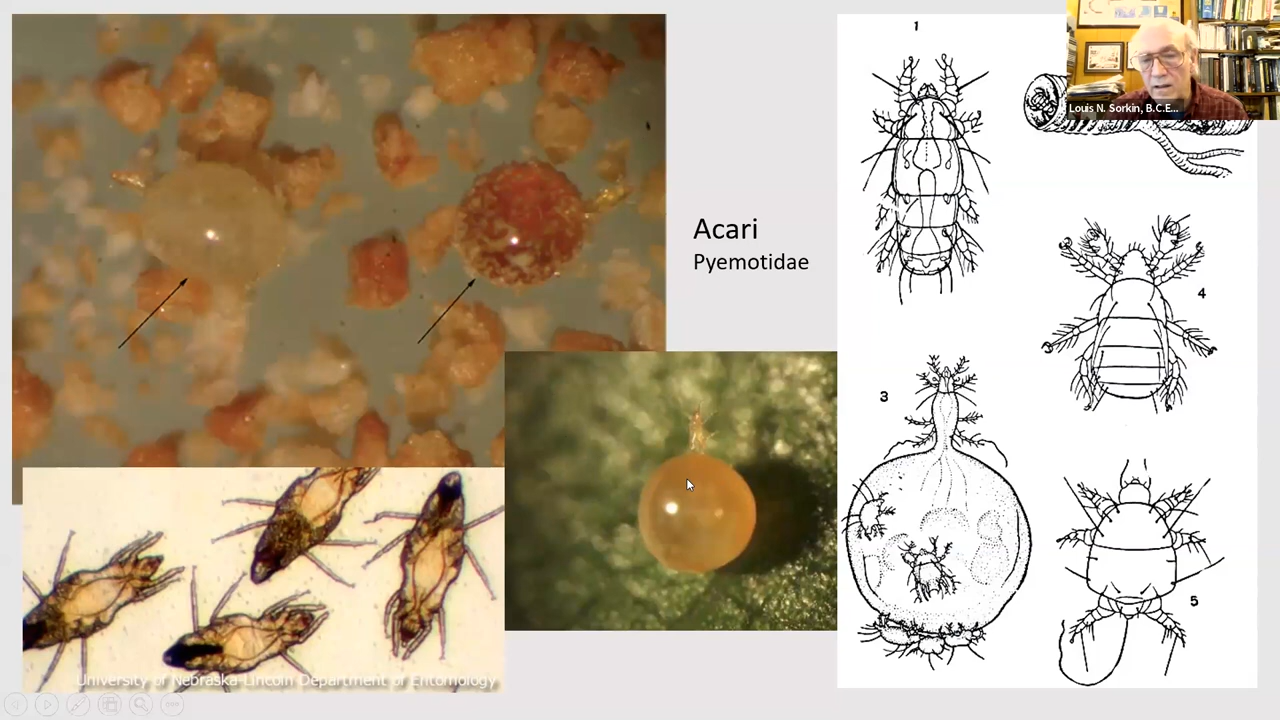 1
Louis N. Sorkin, B.C.E...
Acari
Pyemotidae
4
3
5
University of Nebraska-Lincoln Department of Entomology